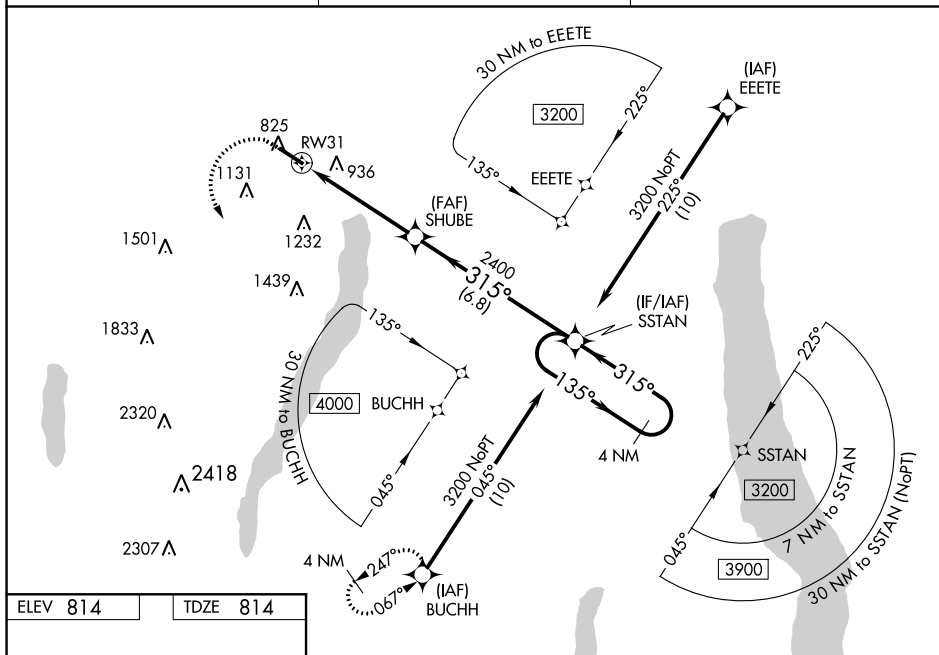 30 NM to EEETE
3200
225°
135°
EEETE
(IAF)
EEETE
3200 NoPT
225°
(10)
825
RW31
936
1131
1232
1501
1439
1833
2320
2418
2307
(FAF)
SHUBE
2400
315°
(6.8)
(IF/IAF)
SSTAN
315°
135°
4 NM
135°
30 NM to BUCHH
4000
BUCHH
045°
3200 NoPT
045°
(10)
4 NM
247°
067°
(IAF)
BUCHH
225°
SSTAN
3200
7 NM to SSTAN
045°
3900
30 NM to SSTAN (NoPT)
ELEV 814
TDZE 814